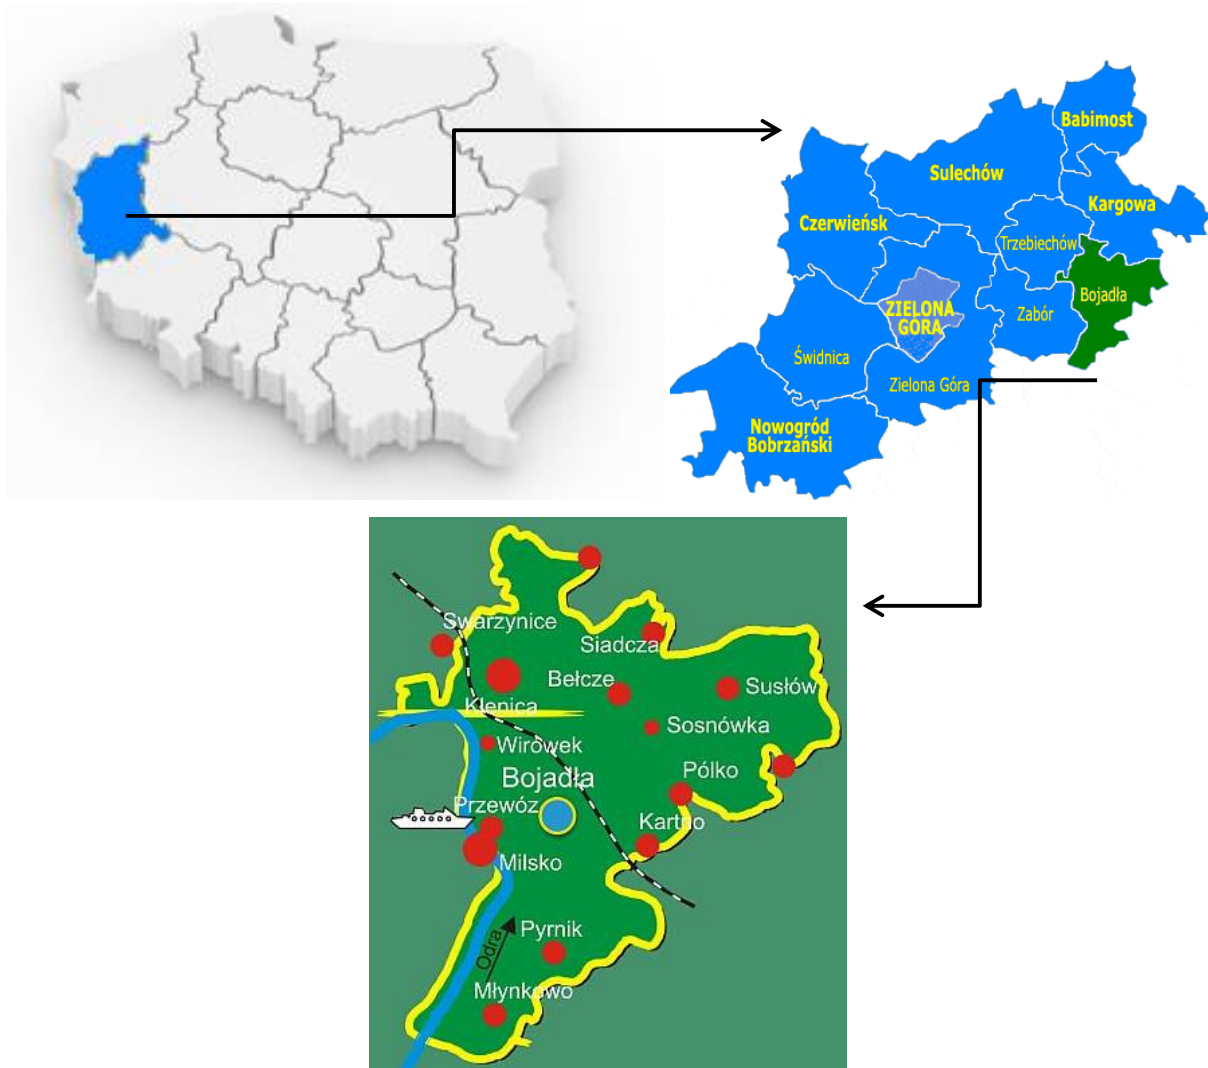 Babimost
Sulechów
Kargowa
Czerwieńsk
Trzebiechów
Bojadła
ZIELONA
GÓRA
Zabór
Świdnica
Zielona Góra
Nowogród
Bobrzański
Swarzynice
Siadcza
Bełcze
Susłów
Klenica
Sosnówka
Wirówek
Bojadła
Pólko
Przewóz
Kartno
Milsko
Pyrnik
Odra
Młynkowo